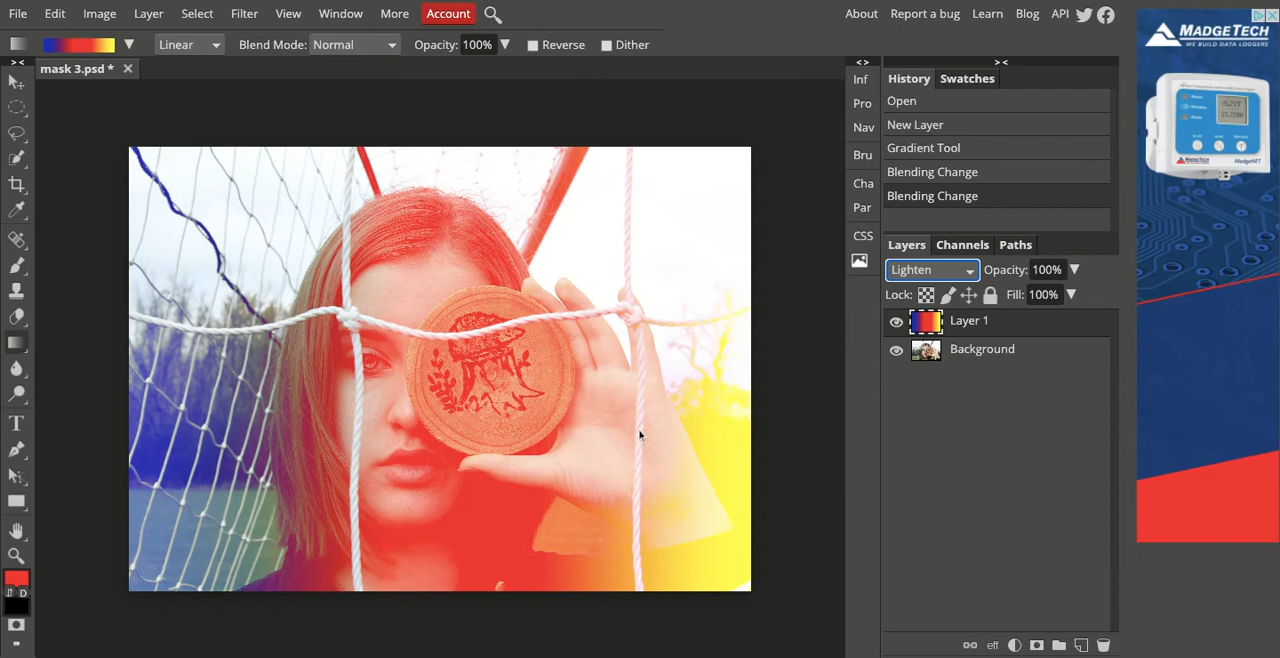 File Edit Image Layer Select Filter View Window More Account About Report a bug Learn Blog API
Linear Blend Mode: Normal Opacity: 100% Reverse Dither
mask 3.psd *
Inf
Pro
Nav
Bru
Cha
Par
CSS
History Swatches
Open
New Layer
Gradient Tool
Blending Change
Blending Change
Layers Channels Paths
Lighten Opacity: 100%
Lock: Fill: 100%
Layer 1
Background
eff
D
MADGETECH
WE BUILD DATA LOGGERS
MadgeNET